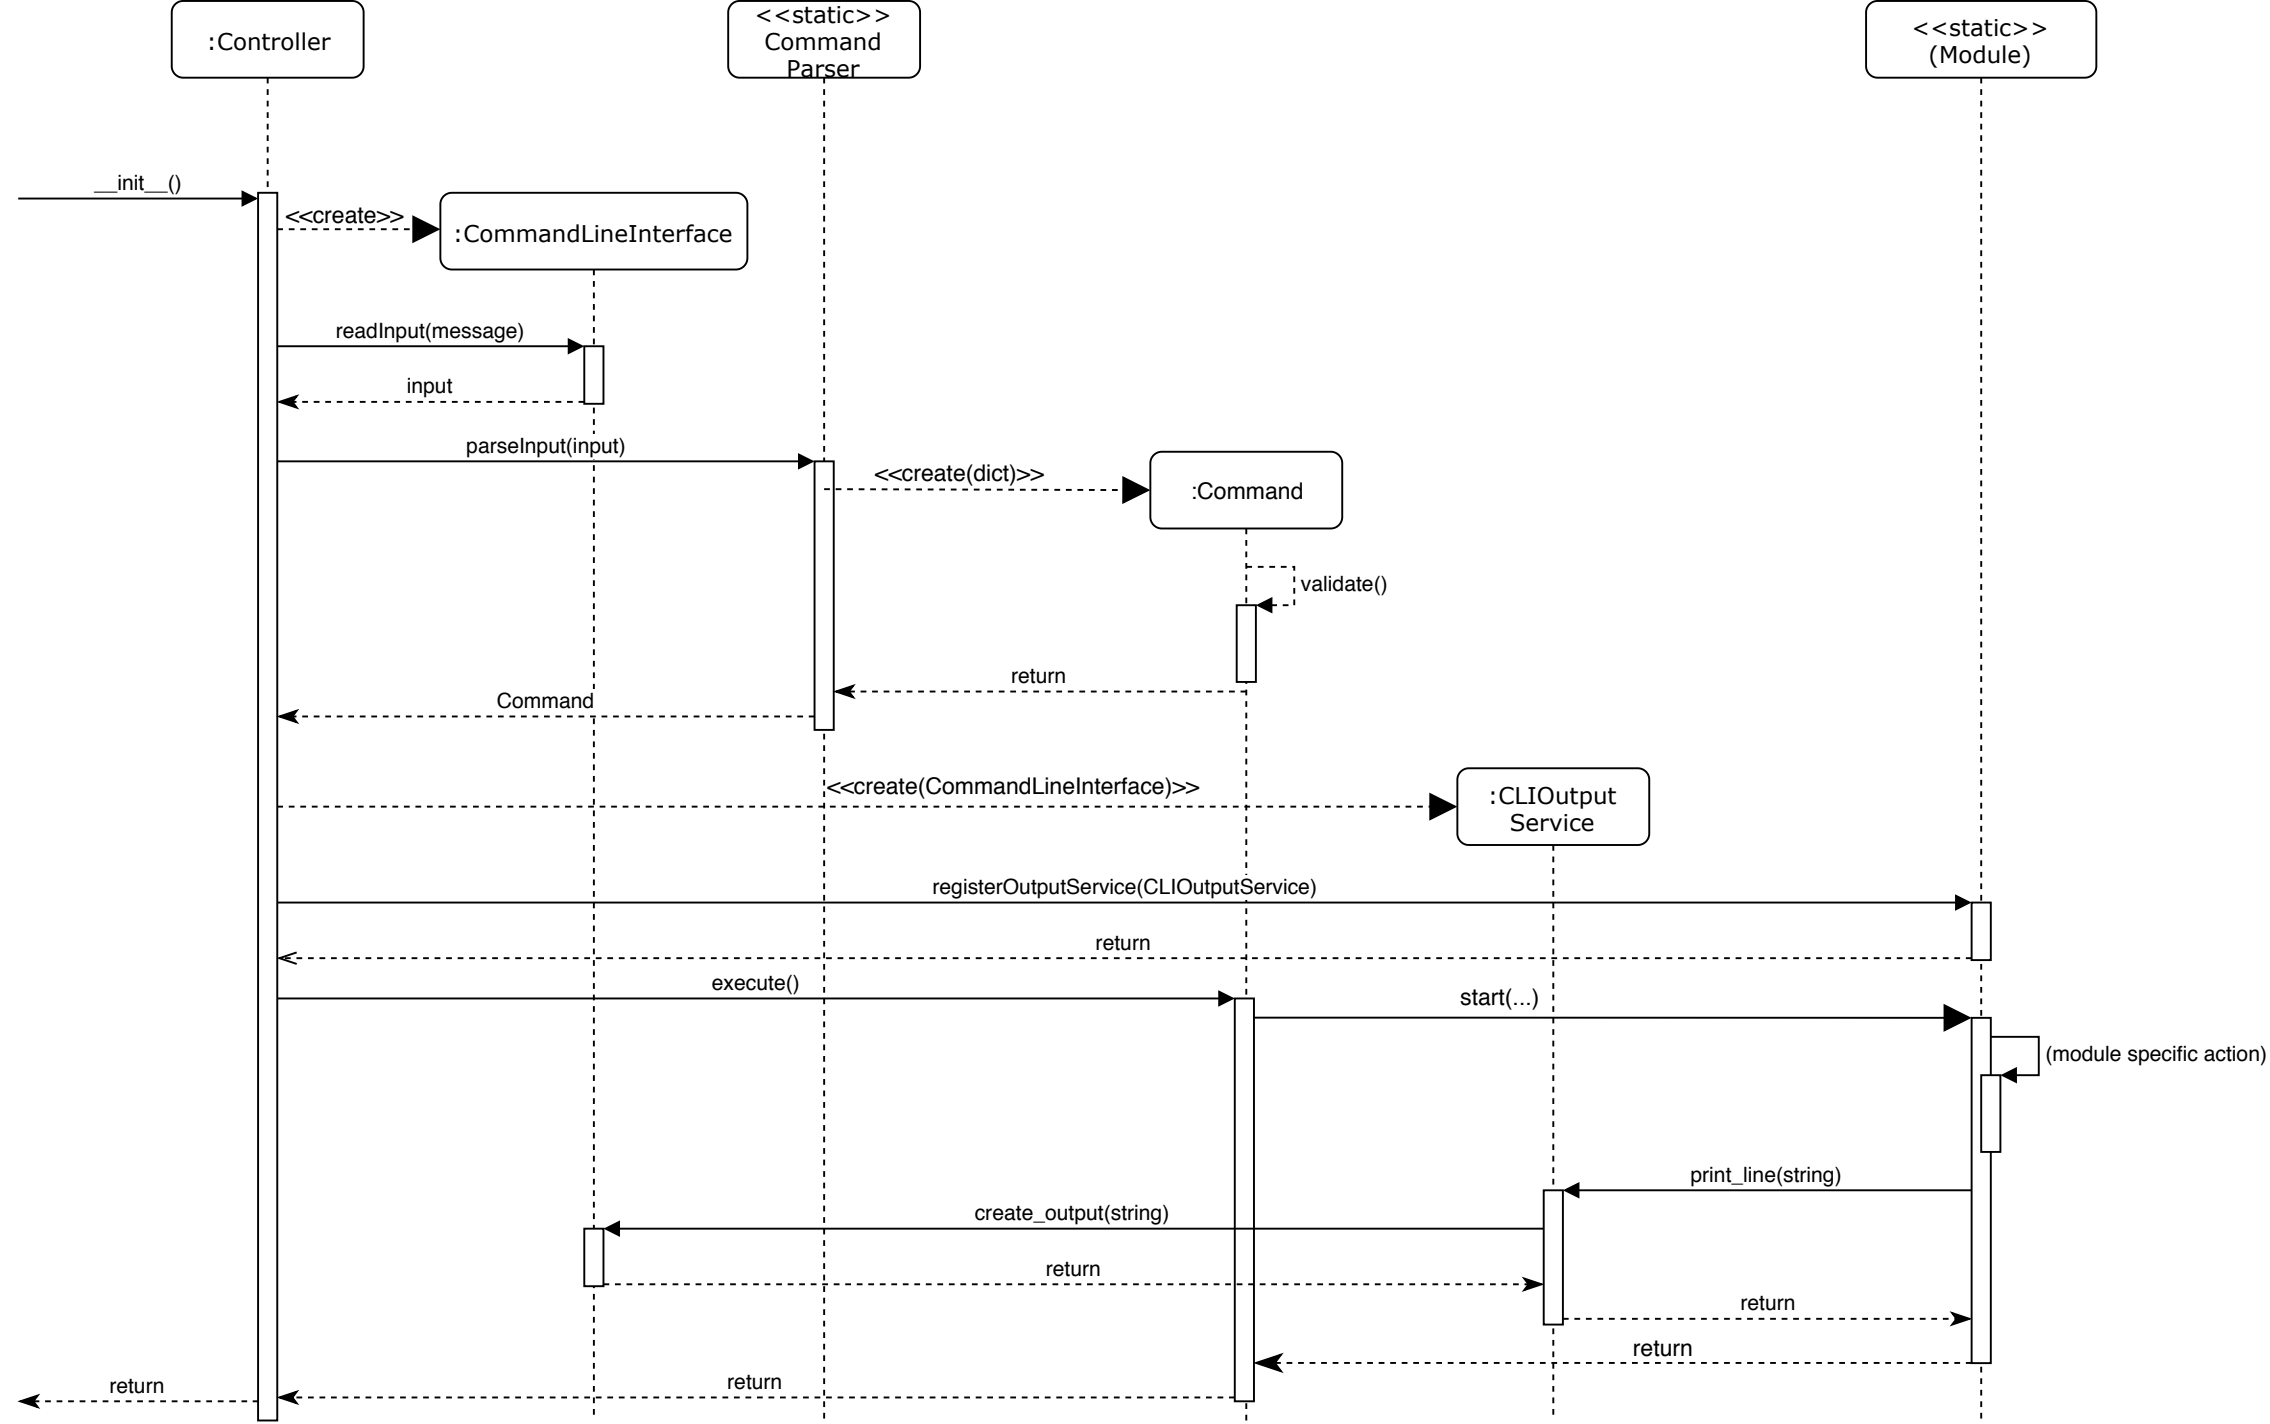 :Controller
<<static>>
Command
Parser
<<static>>
(Module)
__init__()
<<create>>
:CommandLineInterface
readInput(message)
input
parseInput(input)
<<create(dict)>>
:Command
validate()
return
Command
<<create(CommandLineInterface)>>
:CLIOutput
Service
registerOutputService(CLIOutputService)
return
execute()
start(...)
(module specific action)
print_line(string)
create_output(string)
return
return
return
return
return